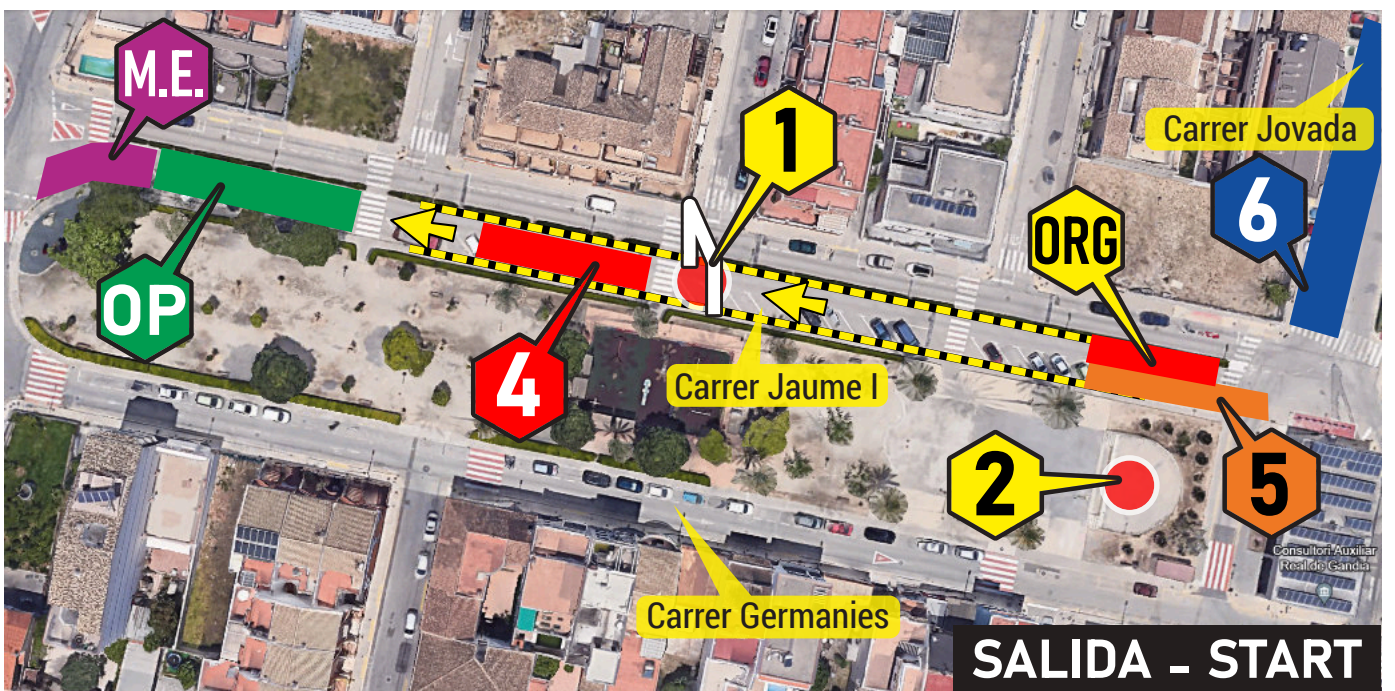 M.E.
1
Carrer Jovada
6
ORG
OP
4
Carrer Jaume I
2
5
Consultori Auxiliar
Real de Gandia
Carrer Germanies
SALIDA - START